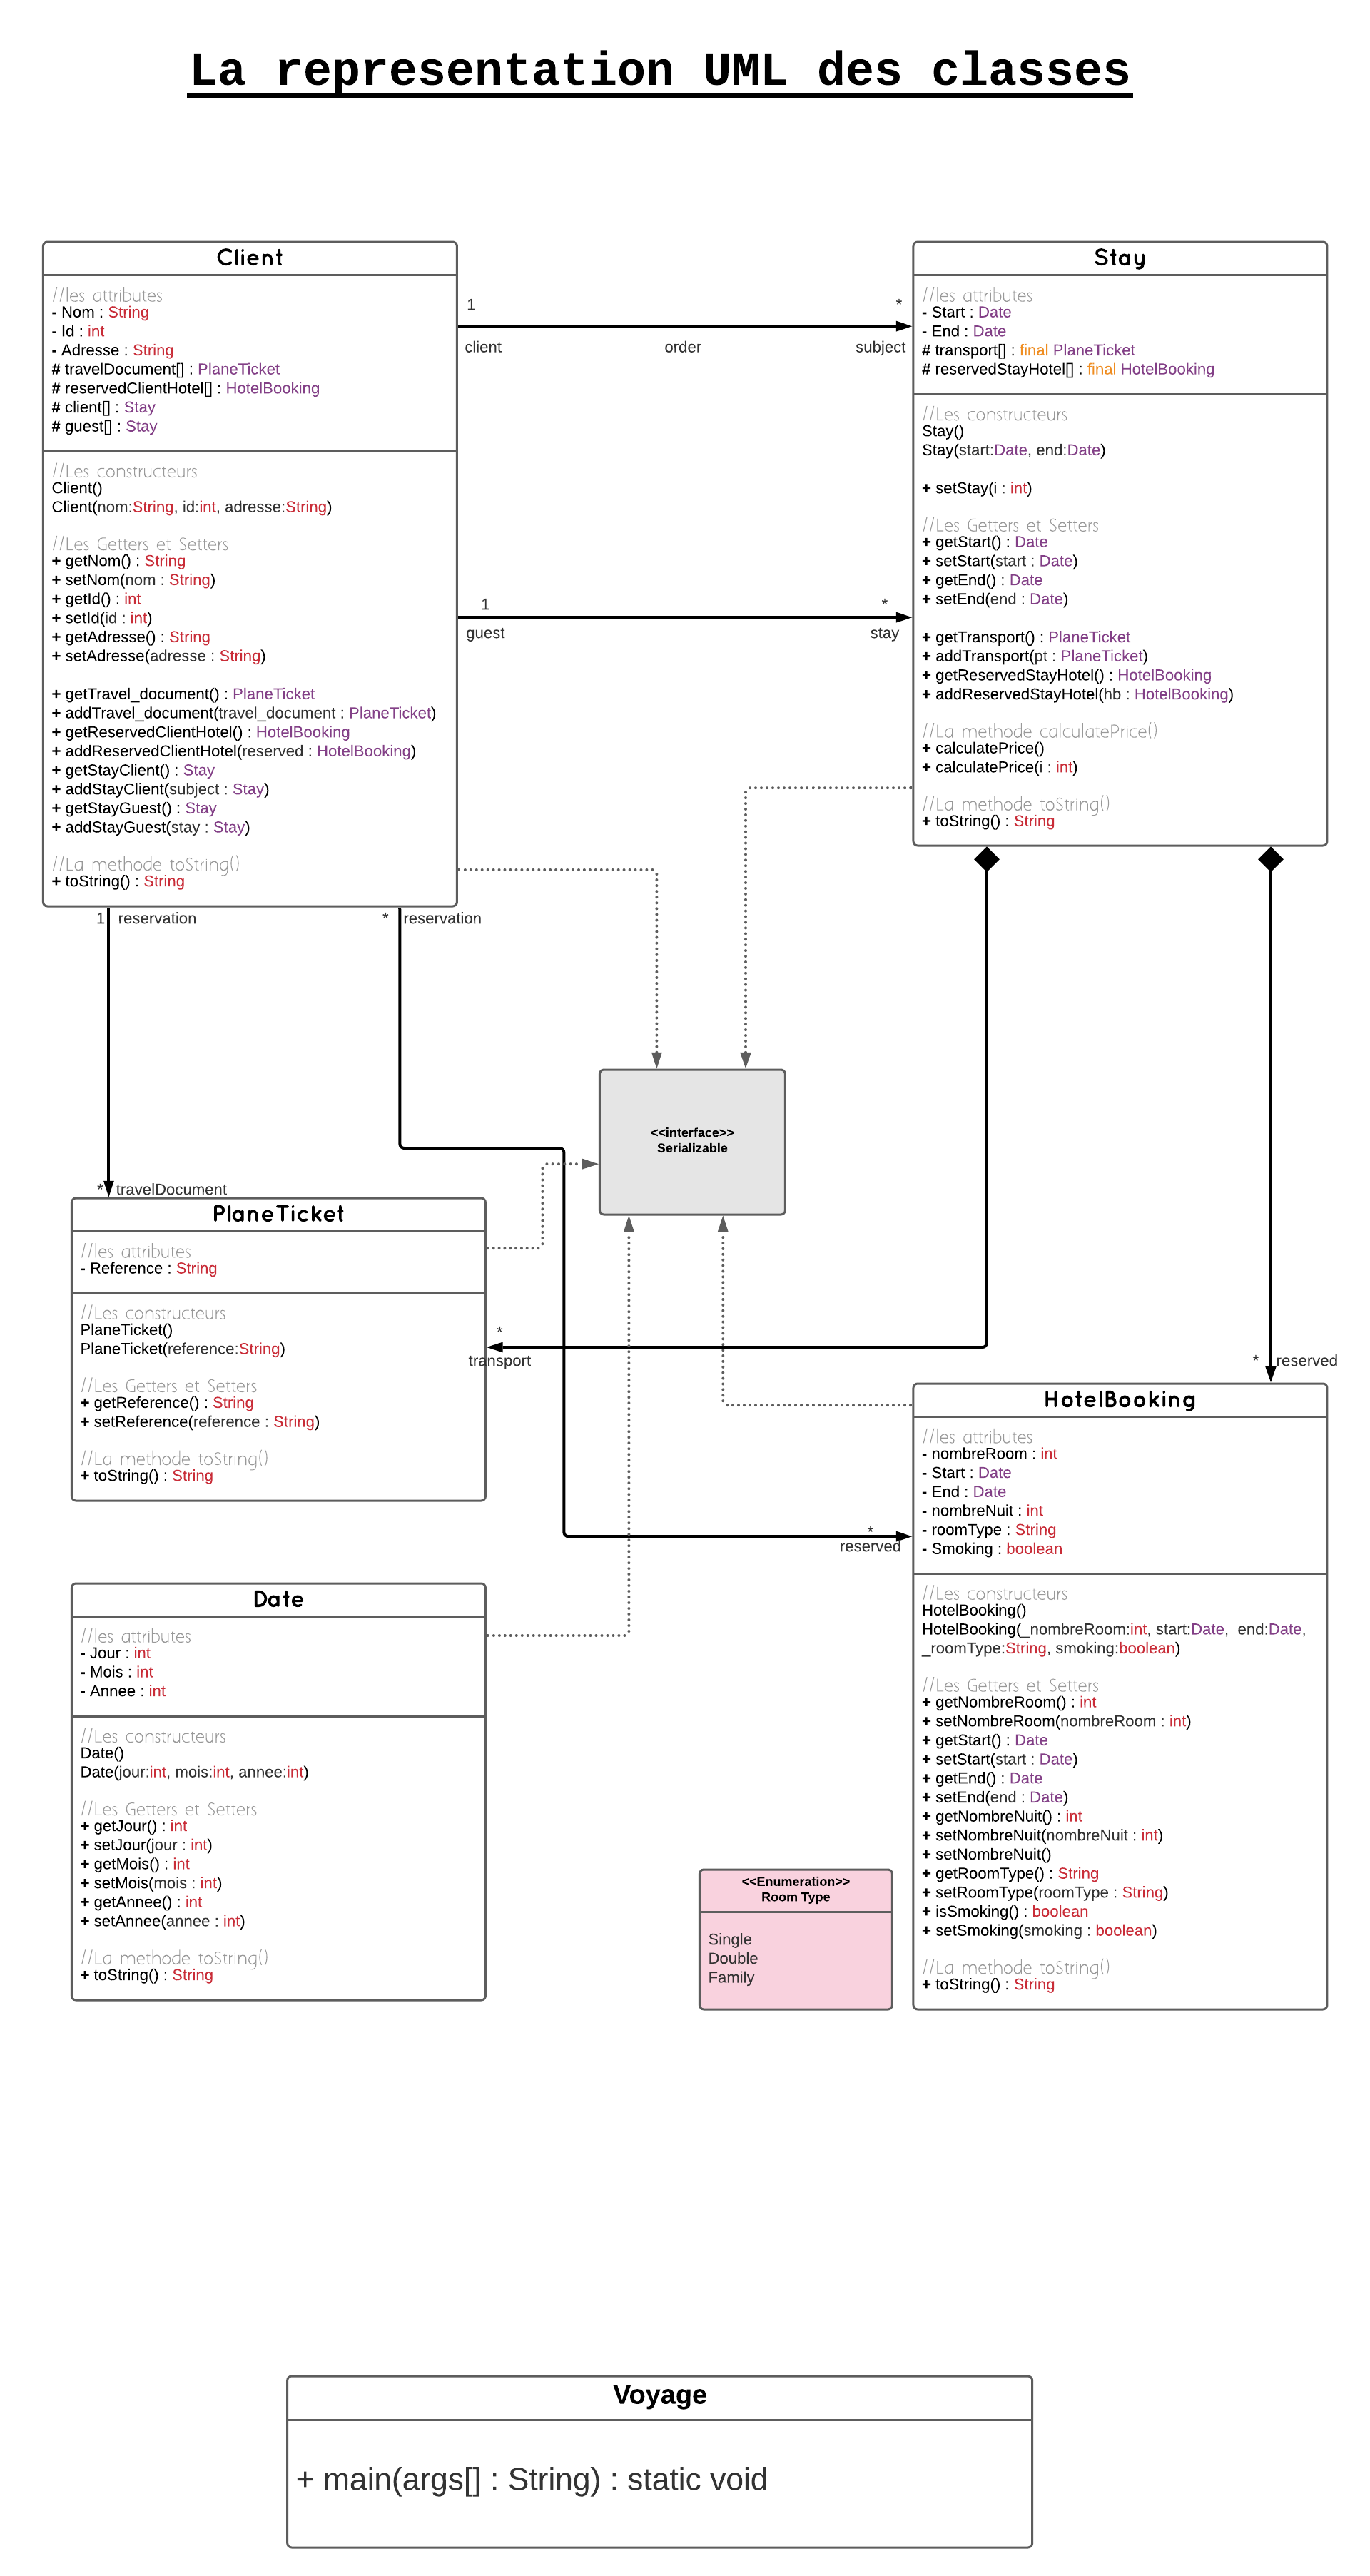 La representation UML des classes
Client
//les attributes
- Nom : String
- Id : int
- Adresse : String
# travelDocument[] : PlaneTicket
# reservedClientHotel[] : HotelBooking
# client[] : Stay
# guest[] : Stay
//Les constructeurs
Client()
Client(nom:String, id:int, adresse:String)
//Les Getters et Setters
+ getNom() : String
+ setNom(nom : String)
+ getId() : int
+ setId(id : int)
+ getAdresse() : String
+ setAdresse(adresse : String)
+ getTravel_document() : PlaneTicket
+ addTravel_document(travel_document : PlaneTicket)
+ getReservedClientHotel() : HotelBooking
+ addReservedClientHotel(reserved : HotelBooking)
+ getStayClient() : Stay
+ addStayClient(subject : Stay)
+ getStayGuest() : Stay
+ addStayGuest(stay : Stay)
//La methode toString()
+ toString() : String
1
*
client
order
subject
1
*
guest
stay
Stay
//les attributes
- Start : Date
- End : Date
# transport[] : final PlaneTicket
# reservedStayHotel[] : final HotelBooking
//Les constructeurs
Stay()
Stay(start:Date, end:Date)
+ setStay(i : int)
//Les Getters et Setters
+ getStart() : Date
+ setStart(start : Date)
+ getEnd() : Date
+ setEnd(end : Date)
+ getTransport() : PlaneTicket
+ addTransport(pt : PlaneTicket)
+ getReservedStayHotel() : HotelBooking
+ addReservedStayHotel(hb : HotelBooking)
//La methode calculatePrice()
+ calculatePrice()
+ calculatePrice(i : int)
//La methode toString()
+ toString() : String
1 reservation
* reservation
<<interface>>
Serializable
* travelDocument
PlaneTicket
//les attributes
- Reference : String
//Les constructeurs
PlaneTicket()
PlaneTicket(reference:String)
//Les Getters et Setters
+ getReference() : String
+ setReference(reference : String)
//La methode toString()
+ toString() : String
*
transport
* reserved
*
reserved
HotelBooking
//les attributes
- nombreRoom : int
- Start : Date
- End : Date
- nombreNuit : int
- roomType : String
- Smoking : boolean
//Les constructeurs
HotelBooking()
HotelBooking(_nombreRoom:int, start:Date, end:Date,
_roomType:String, smoking:boolean)
//Les Getters et Setters
+ getNombreRoom() : int
+ setNombreRoom(nombreRoom : int)
+ getStart() : Date
+ setStart(start : Date)
+ getEnd() : Date
+ setEnd(end : Date)
+ getNombreNuit() : int
+ setNombreNuit(nombreNuit : int)
+ setNombreNuit()
+ getRoomType() : String
+ setRoomType(roomType : String)
+ isSmoking() : boolean
+ setSmoking(smoking : boolean)
//La methode toString()
+ toString() : String
Date
//les attributes
- Jour : int
- Mois : int
- Annee : int
//Les constructeurs
Date()
Date(jour:int, mois:int, annee:int)
//Les Getters et Setters
+ getJour() : int
+ setJour(jour : int)
+ getMois() : int
+ setMois(mois : int)
+ getAnnee() : int
+ setAnnee(annee : int)
//La methode toString()
+ toString() : String
<<Enumeration>>
Room Type
Single
Double
Family
Voyage
+ main(args[] : String) : static void